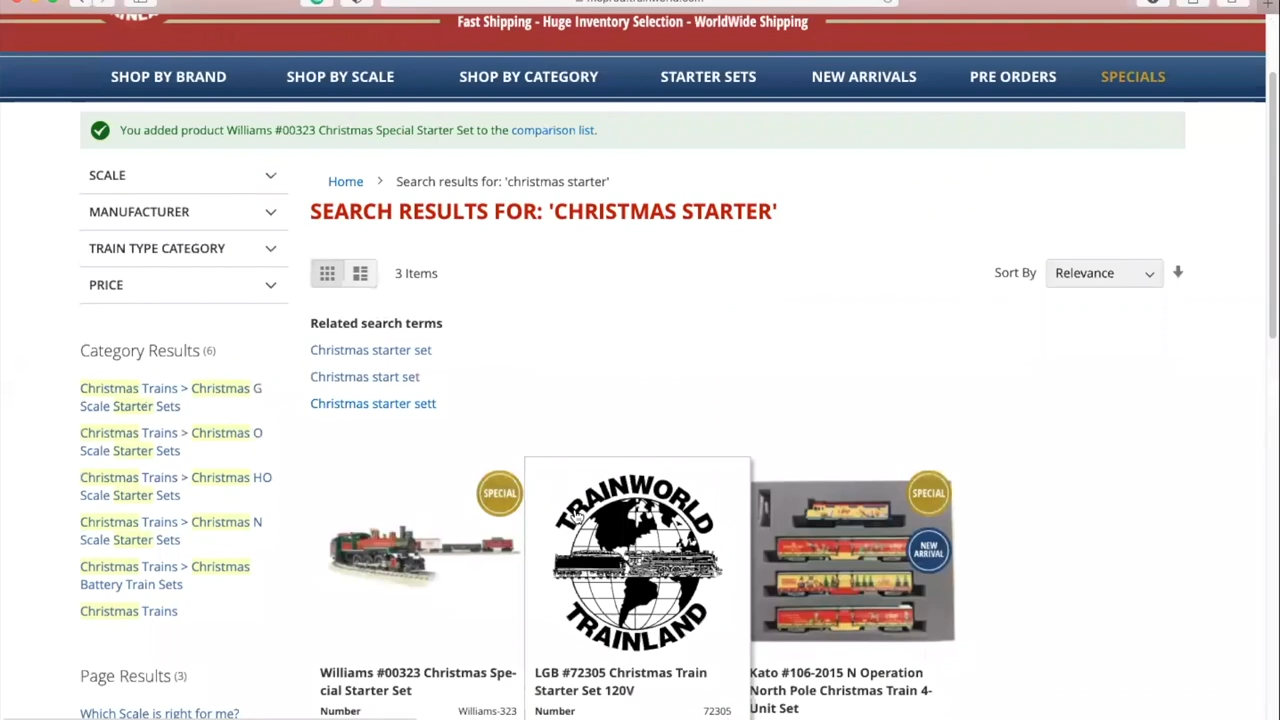 Fast Shipping - Huge Inventory Selection - WorldWide Shipping
SHOP BY BRAND SHOP BY SCALE SHOP BY CATEGORY STARTER SETS NEW ARRIVALS PRE ORDERS SPECIALS
You added product Williams #00323 Christmas Special Starter Set to the comparison list.
SCALE
MANUFACTURER
TRAIN TYPE CATEGORY
PRICE
Category Results (6)
Christmas Trains > Christmas G
Scale Starter Sets
Christmas Trains > Christmas O
Scale Starter Sets
Christmas Trains > Christmas HO
Scale Starter Sets
Christmas Trains > Christmas N
Scale Starter Sets
Christmas Trains > Christmas
Battery Train Sets
Christmas Trains
Page Results (3)
Which Scale is right for me?
Home > Search results for: 'christmas starter'
SEARCH RESULTS FOR: 'CHRISTMAS STARTER'
3 Items
Sort By Relevance
Related search terms
Christmas starter set
Christmas start set
Christmas starter sett
SPECIAL
Williams #00323 Christmas Spe-
cial Starter Set
Number Williams-323
TRAINWORLD
TRAINLAND
LGB #72305 Christmas Train
Starter Set 120V
Number 72305
SPECIAL
NEW
ARRIVAL
Kato #106-2015 N Operation
North Pole Christmas Train 4-
Unit Set